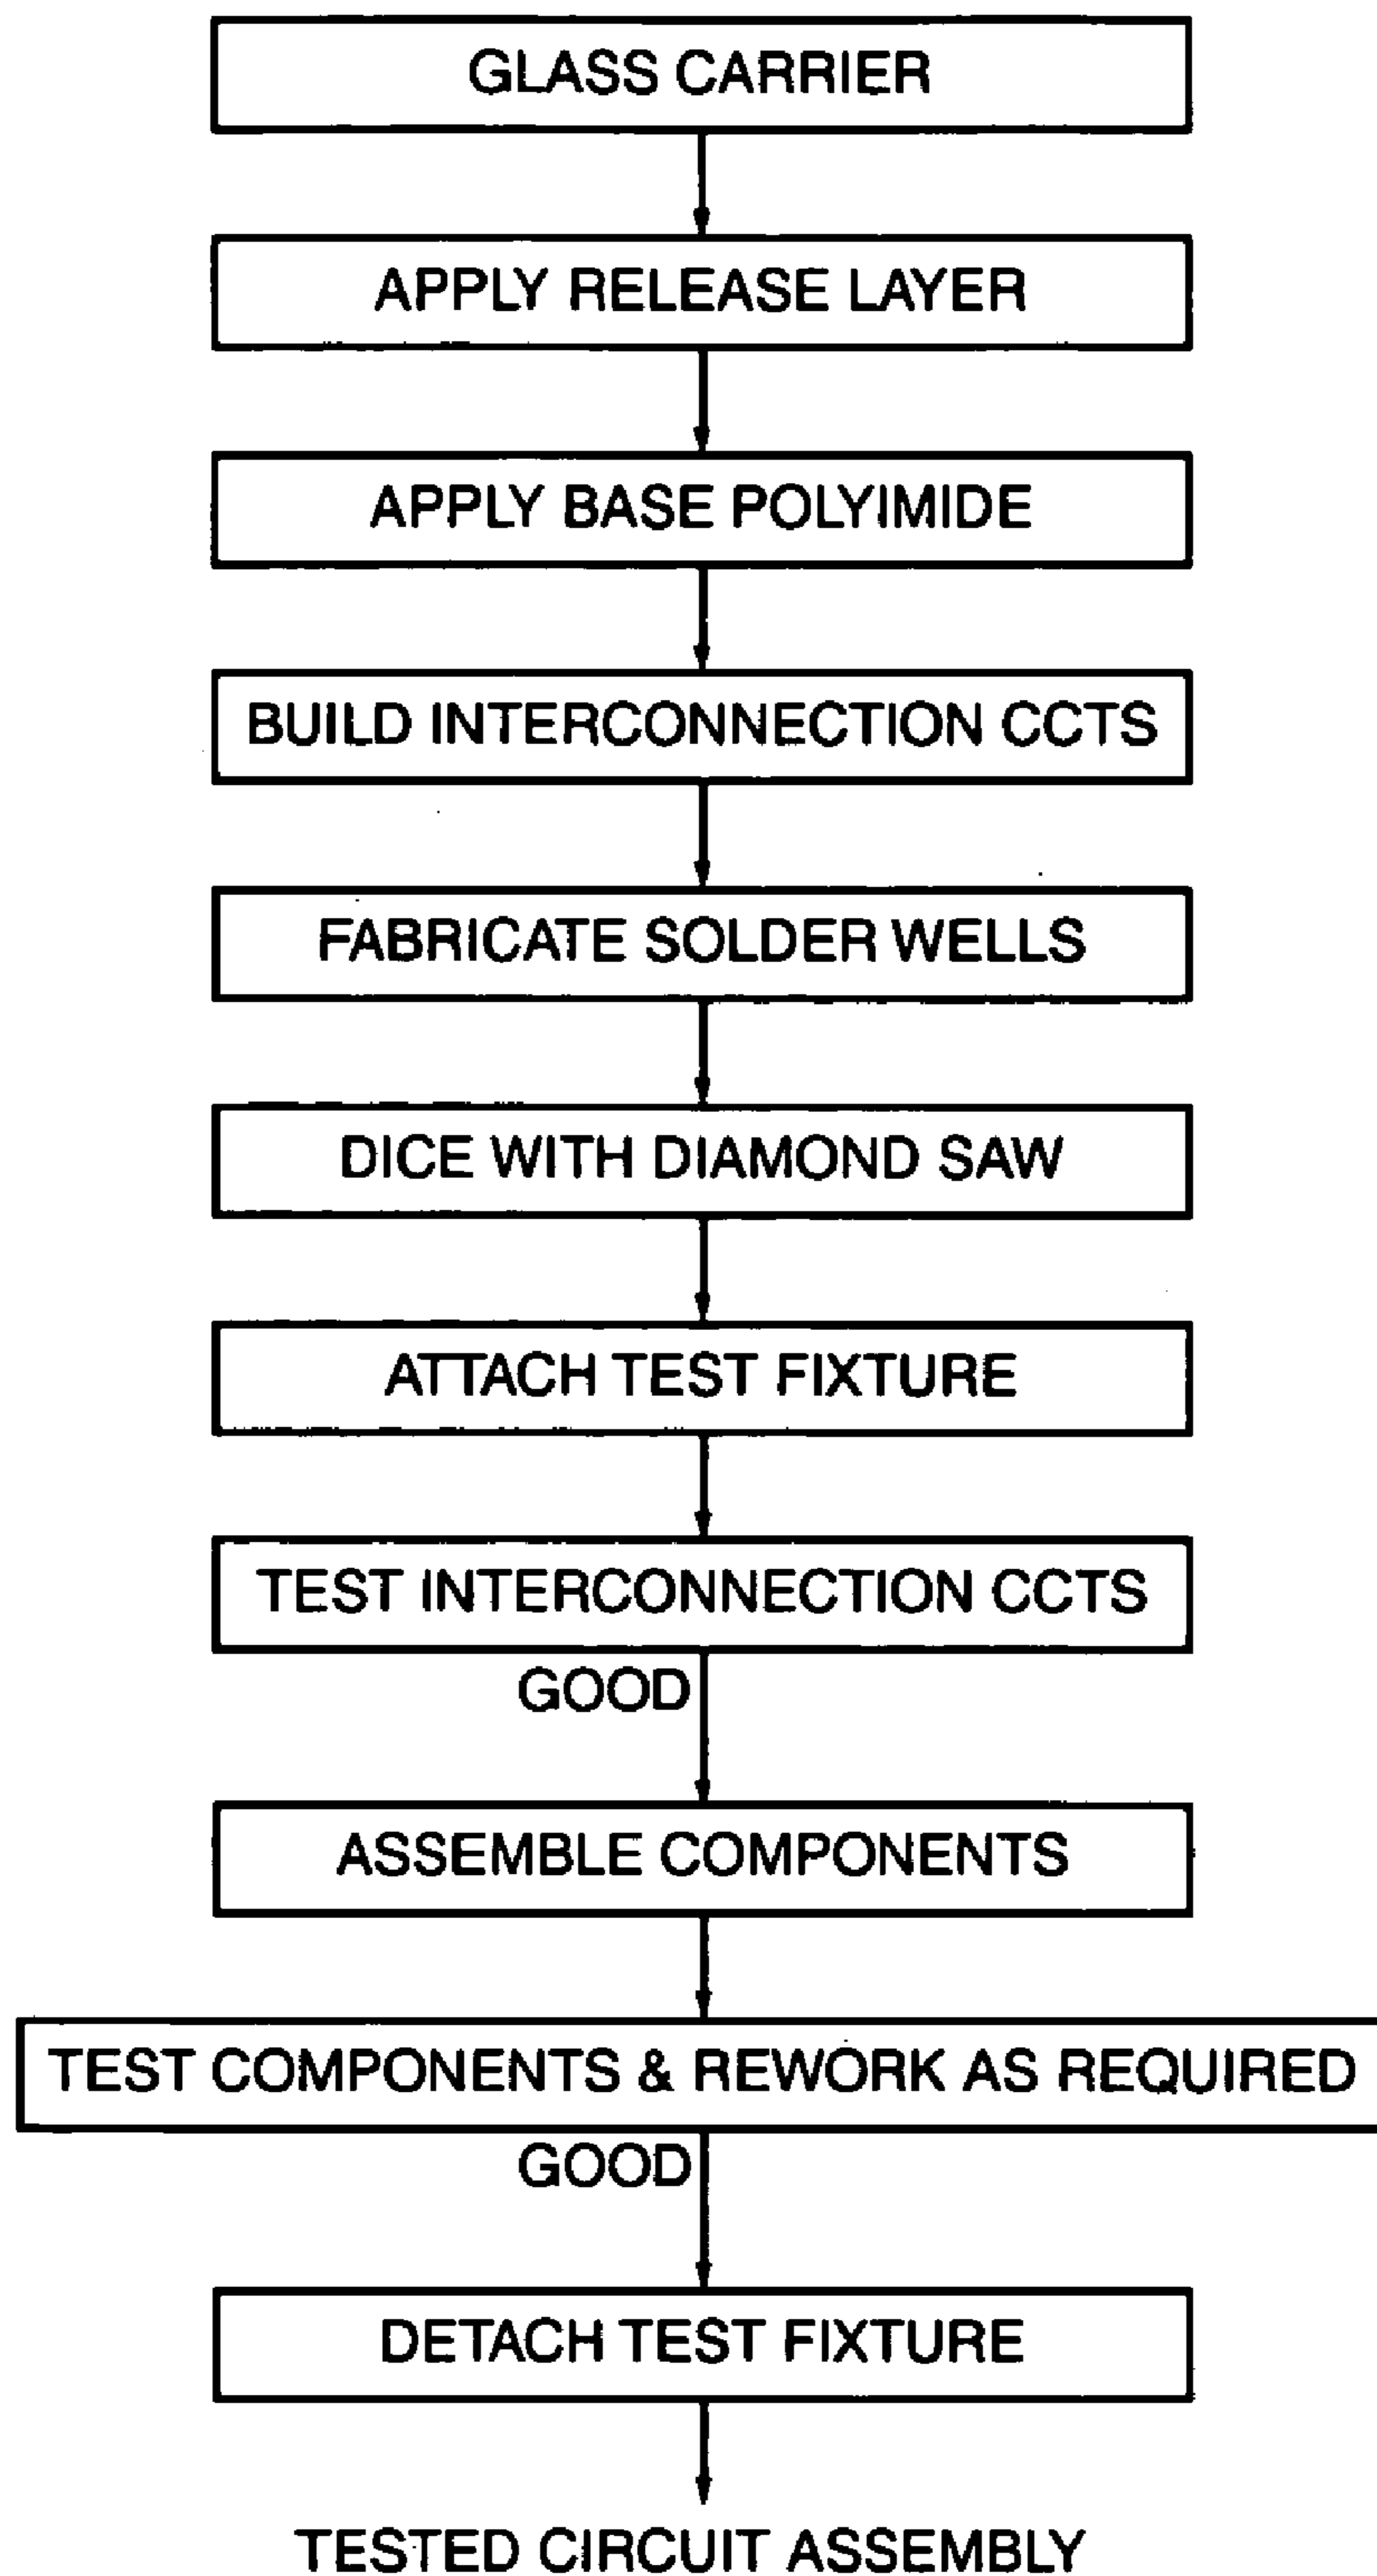 GLASS CARRIER
APPLY RELEASE LAYER
APPLY BASE POLYIMIDE
BUILD INTERCONNECTION CCTS
FABRICATE SOLDER WELLS
DICE WITH DIAMOND SAW
ATTACH TEST FIXTURE
TEST INTERCONNECTION CCTS
GOOD
ASSEMBLE COMPONENTS
TEST COMPONENTS & REWORK AS REQUIRED
GOOD
DETACH TEST FIXTURE
TESTED CIRCUIT ASSEMBLY